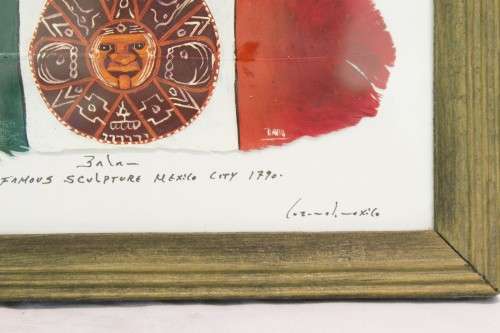 Balam
FAMOUS SCULPTURE MEXICO CITY 1790.
Cozumel. mexico